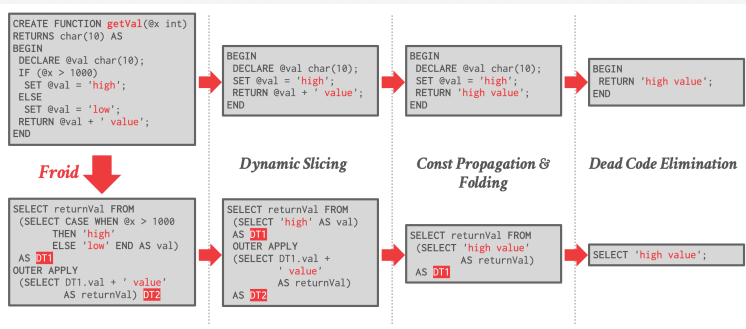 CREATE FUNCTION getVal(@x int)
RETURNS char(10) AS
BEGIN
DECLARE @val char(10);
IF (@x > 1000)
SET @val = 'high';
ELSE
SET @val = 'low';
RETURN @val + ' value';
END
BEGIN
DECLARE @val char(10);
SET @val = 'high';
RETURN @val + ' value';
END
BEGIN
DECLARE @val char(10);
SET @val = 'high';
RETURN 'high value';
END
BEGIN
RETURN 'high value';
END
Froid
Dynamic Slicing
Const Propagation &
Folding
Dead Code Elimination
SELECT returnVal FROM
(SELECT CASE WHEN @x > 1000
THEN 'high'
ELSE 'low' END AS val)
AS DT1
OUTER APPLY
(SELECT DT1.val + ' value'
AS returnVal) DT2
SELECT returnVal FROM
(SELECT 'high' AS val)
AS DT1
OUTER APPLY
(SELECT DT1.val +
' value'
AS returnVal)
AS DT2
SELECT returnVal FROM
(SELECT 'high value'
AS returnVal)
AS DT1
SELECT 'high value';